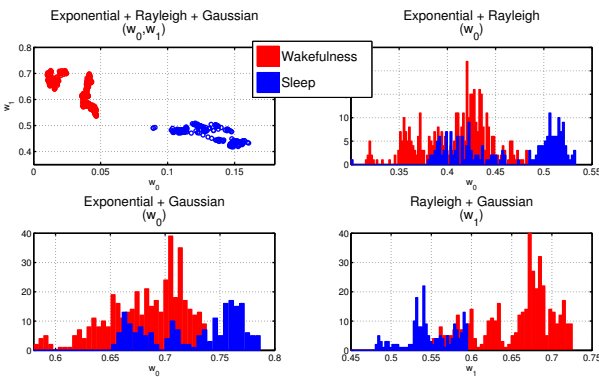 Exponential + Rayleigh + Gaussian
(w0,w1)
0.8
0.7
0.6
0.5
0.4
w1
0
0.05
0.1
0.15
w0
Wakefulness
Sleep
Exponential + Rayleigh
(w0)
20
15
10
5
0
0.35
0.4
0.45
0.5
0.55
w0
Exponential + Gaussian
(w0)
40
30
20
10
0
0.6
0.65
0.7
0.75
0.8
w0
Rayleigh + Gaussian
(w1)
40
30
20
10
0
0.45
0.5
0.55
0.6
0.65
0.7
0.75
w1